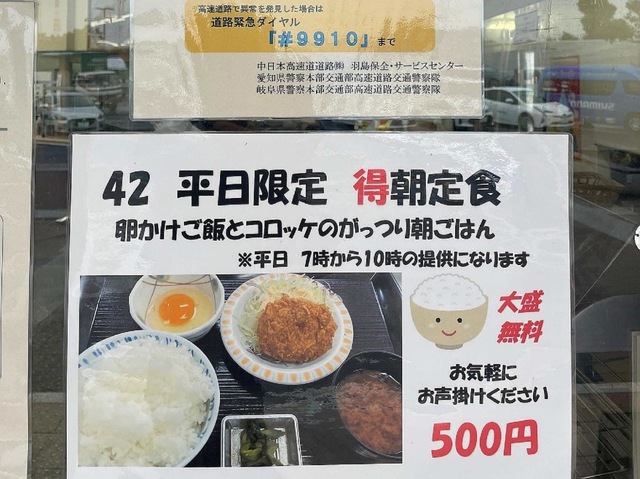 高速道路で異常を発見した場合は
道路緊急ダイヤル
『#9910』まで
中日本高速道路㈱ 羽島保全・サービスセンター
愛知県警察本部交通部高速道路交通警察隊
岐阜県警察本部交通部高速道路交通警察隊
42 平日限定 得朝定食
卵かけご飯とコロッケのがっつり朝ごはん
※平日 7時から10時の提供になります
大盛
無料
お気軽に
お声掛けください
500円